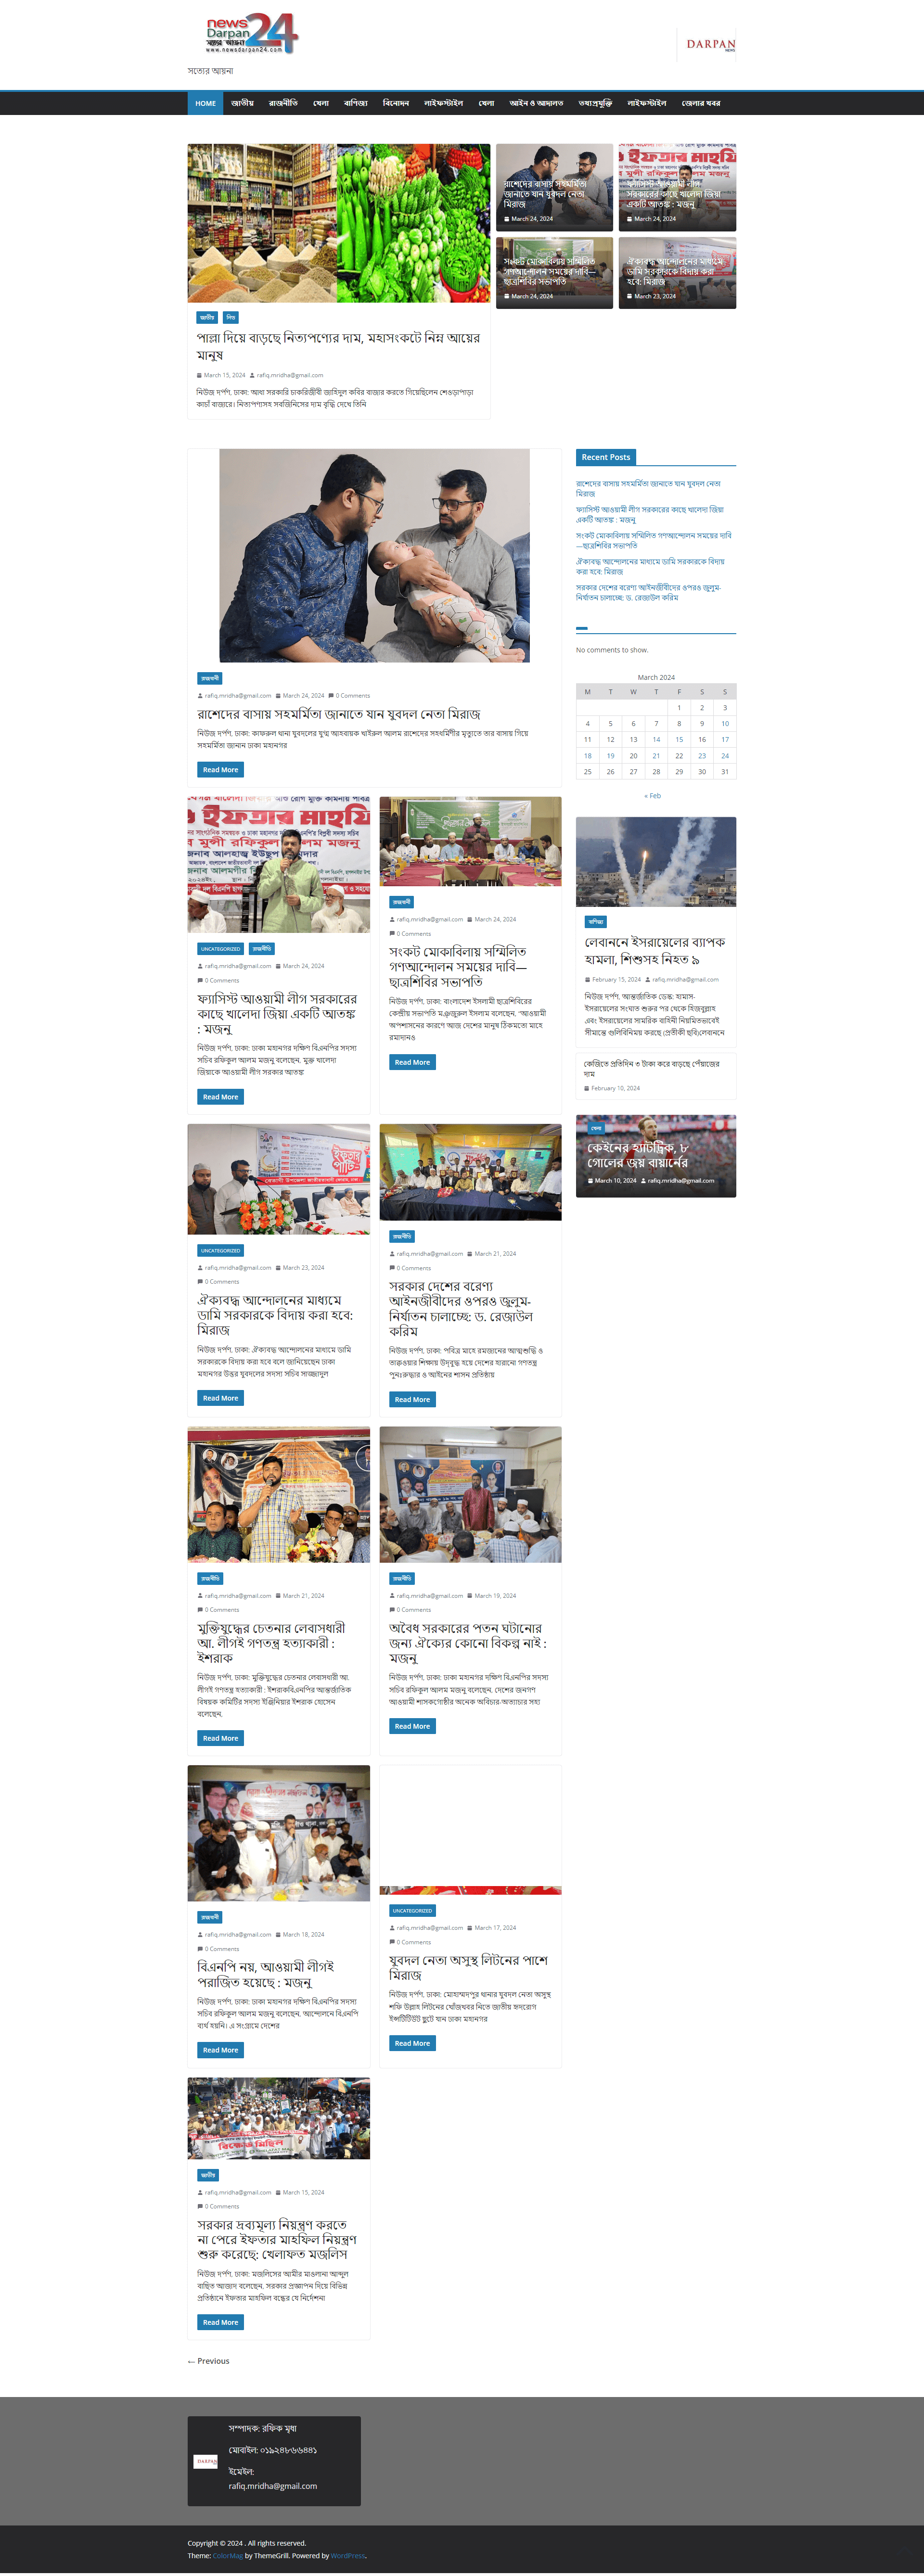 news
Darpan 24
www.newsdarpan24.com
সত্যের আয়না
DARPAN
HOME জাতীয় রাজনীতি খেলা বাণিজ্য বিনোদন লাইফস্টাইল খেলা আইন ও আদালত তথ্যপ্রযুক্তি লাইফস্টাইল জেলার খবর
জাতীয় লিড
পাল্লা দিয়ে বাড়ছে নিত্যপণ্যের দাম, মহাসংকটে নিম্ন আয়ের
মানুষ
March 15, 2024 rafiq.mridha@gmail.com
নিউজ দর্পণ, ঢাকা: আধা সরকারি চাকরিজীবী জাহিদুল কবির বাজার করতে গিয়েছিলেন শেওড়াপাড়া
কাচাঁ বাজারে। নিত্যপণ্যসহ সবজিনিসের দাম বৃদ্ধি দেখে তিনি
রাশেদের বাসায় সহমর্মিতা
জানাতে যান যুবদল নেতা
মিরাজ
March 24, 2024
ফ্যাসিস্ট আওয়ামী লীগ
সরকারের কাছে খালেদা জিয়া
একটি আতঙ্ক : মজনু
March 24, 2024
সংকট মোকাবিলায় সম্মিলিত
গণআন্দোলন সময়ের দাবি—
ছাত্রশিবির সভাপতি
March 24, 2024
ঐক্যবদ্ধ আন্দোলনের মাধ্যমে
ডামি সরকারকে বিদায় করা
হবে: মিরাজ
March 23, 2024
রাজধানী
rafiq.mridha@gmail.com March 24, 2024 0 Comments
রাশেদের বাসায় সহমর্মিতা জানাতে যান যুবদল নেতা মিরাজ
নিউজ দর্পণ, ঢাকা: কাফরুল থানা যুবদলের যুগ্ম আহবায়ক খাইরুল আলম রাশেদের সহধর্মিণীর মৃত্যুতে তার বাসায় গিয়ে
সহমর্মিতা জানান ঢাকা মহানগর
Read More
UNCATEGORIZED রাজনীতি
rafiq.mridha@gmail.com March 24, 2024
0 Comments
ফ্যাসিস্ট আওয়ামী লীগ সরকারের
কাছে খালেদা জিয়া একটি আতঙ্ক
: মজনু
নিউজ দর্পণ, ঢাকা: ঢাকা মহানগর দক্ষিণ বিএনপির সদস্য
সচিব রফিকুল আলম মজনু বলেছেন, মুক্ত খালেদা
জিয়াকে আওয়ামী লীগ সরকার আতঙ্ক
Read More
রাজধানী
rafiq.mridha@gmail.com March 24, 2024
0 Comments
সংকট মোকাবিলায় সম্মিলিত
গণআন্দোলন সময়ের দাবি—
ছাত্রশিবির সভাপতি
নিউজ দর্পণ, ঢাকা: বাংলাদেশ ইসলামী ছাত্রশিবিরের
কেন্দ্রীয় সভাপতি মঞ্জুরুল ইসলাম বলেছেন, “আওয়ামী
অপশাসনের কারণে আজ দেশের মানুষ ঠিকমতো মাহে
রমাদানও
Read More
UNCATEGORIZED
rafiq.mridha@gmail.com March 23, 2024
0 Comments
ঐক্যবদ্ধ আন্দোলনের মাধ্যমে
ডামি সরকারকে বিদায় করা হবে:
মিরাজ
নিউজ দর্পণ, ঢাকা: ঐক্যবদ্ধ আন্দোলনের মাধ্যমে ডামি
সরকারকে বিদায় করা হবে বলে জানিয়েছেন ঢাকা
মহানগর উত্তর যুবদলের সদস্য সচিব সাজ্জাদুল
Read More
রাজনীতি
rafiq.mridha@gmail.com March 21, 2024
0 Comments
সরকার দেশের বরেণ্য
আইনজীবীদের ওপরও জুলুম-
নির্যাতন চালাচ্ছে: ড. রেজাউল
করিম
নিউজ দর্পণ, ঢাকা: পবিত্র মাহে রমজানের আত্মশুদ্ধি ও
তাকওয়ার শিক্ষায় উদ্বুদ্ধ হয়ে দেশের হারানো গণতন্ত্র
পুনঃরুদ্ধার ও আইনের শাসন প্রতিষ্ঠায়
Read More
রাজনীতি
rafiq.mridha@gmail.com March 21, 2024
0 Comments
মুক্তিযুদ্ধের চেতনার লেবাসধারী
আ. লীগই গণতন্ত্র হত্যাকারী :
ইশরাক
নিউজ দর্পণ, ঢাকা: মুক্তিযুদ্ধের চেতনার লেবাসধারী আ.
লীগই গণতন্ত্র হত্যাকারী : ইশরাকবিএনপির আন্তর্জাতিক
বিষয়ক কমিটির সদস্য ইঞ্জিনিয়ার ইশরাক হোসেন
বলেছেন,
Read More
রাজনীতি
rafiq.mridha@gmail.com March 19, 2024
0 Comments
অবৈধ সরকারের পতন ঘটানোর
জন্য ঐক্যের কোনো বিকল্প নাই :
মজনু
নিউজ দর্পণ, ঢাকা: ঢাকা মহানগর দক্ষিণ বিএনপির সদস্য
সচিব রফিকুল আলম মজনু বলেছেন, দেশের জনগণ
আওয়ামী শাসকগোষ্ঠীর অনেক অবিচার-অত্যাচার সহ্য
Read More
রাজধানী
rafiq.mridha@gmail.com March 18, 2024
0 Comments
বিএনপি নয়, আওয়ামী লীগই
পরাজিত হয়েছে : মজনু
নিউজ দর্পণ, ঢাকা: ঢাকা মহানগর দক্ষিণ বিএনপির সদস্য
সচিব রফিকুল আলম মজনু বলেছেন, আন্দোলনে বিএনপি
ব্যর্থ হয়নি। এ সংগ্রামে দেশের
Read More
UNCATEGORIZED
rafiq.mridha@gmail.com March 17, 2024
0 Comments
যুবদল নেতা অসুস্থ লিটনের পাশে
মিরাজ
নিউজ দর্পণ, ঢাকা: মোহাম্মদপুর থানার যুবদল নেতা অসুস্থ
শফি উল্লাহ লিটনের খোঁজখবর নিতে জাতীয় হৃদরোগ
ইন্সটিটিউট ছুটে যান ঢাকা মহানগর
Read More
জাতীয়
rafiq.mridha@gmail.com March 15, 2024
0 Comments
সরকার দ্রব্যমূল্য নিয়ন্ত্রণ করতে
না পেরে ইফতার মাহফিল নিয়ন্ত্রণ
শুরু করেছে: খেলাফত মজলিস
নিউজ দর্পণ, ঢাকা: মজলিসের আমীর মাওলানা আব্দুল
বাছিত আজাদ বলেছেন, সরকার প্রজ্ঞাপন দিয়ে বিভিন্ন
প্রতিষ্ঠানে ইফতার মাহফিল বন্ধের যে নির্দেশনা
Read More
← Previous
Recent Posts
রাশেদের বাসায় সহমর্মিতা জানাতে যান যুবদল নেতা
মিরাজ
ফ্যাসিস্ট আওয়ামী লীগ সরকারের কাছে খালেদা জিয়া
একটি আতঙ্ক : মজনু
সংকট মোকাবিলায় সম্মিলিত গণআন্দোলন সময়ের দাবি
—ছাত্রশিবির সভাপতি
ঐক্যবদ্ধ আন্দোলনের মাধ্যমে ডামি সরকারকে বিদায়
করা হবে: মিরাজ
সরকার দেশের বরেণ্য আইনজীবীদের ওপরও জুলুম-
নির্যাতন চালাচ্ছে: ড. রেজাউল করিম
No comments to show.
March 2024
M T W T F S S
1 2 3
4 5 6 7 8 9 10
11 12 13 14 15 16 17
18 19 20 21 22 23 24
25 26 27 28 29 30 31
« Feb
বাণিজ্য
লেবাননে ইসরায়েলের ব্যাপক
হামলা, শিশুসহ নিহত ৯
February 15, 2024 rafiq.mridha@gmail.com
নিউজ দর্পণ, আন্তর্জাতিক ডেস্ক: হামাস-
ইসরায়েলের সংঘাত শুরুর পর থেকে হিজবুল্লাহ
এবং ইসরায়েলের সামরিক বাহিনী নিয়মিতভাবেই
সীমান্তে গুলিবিনিময় করছে (প্রতীকী ছবি)লেবাননে
কেজিতে প্রতিদিন ৩ টাকা করে বাড়ছে পেঁয়াজের
দাম
February 10, 2024
খেলা
কেইনের হ্যাটট্রিক, ৮
গোলের জয় বায়ার্নের
March 10, 2024 rafiq.mridha@gmail.com
DARPAN
সম্পাদক: রফিক মৃধা
মোবাইল: ০১৯২৪৮৬৬৪৪১
ইমেইল:
rafiq.mridha@gmail.com
Copyright © 2024 . All rights reserved.
Theme: ColorMag by ThemeGrill. Powered by WordPress.